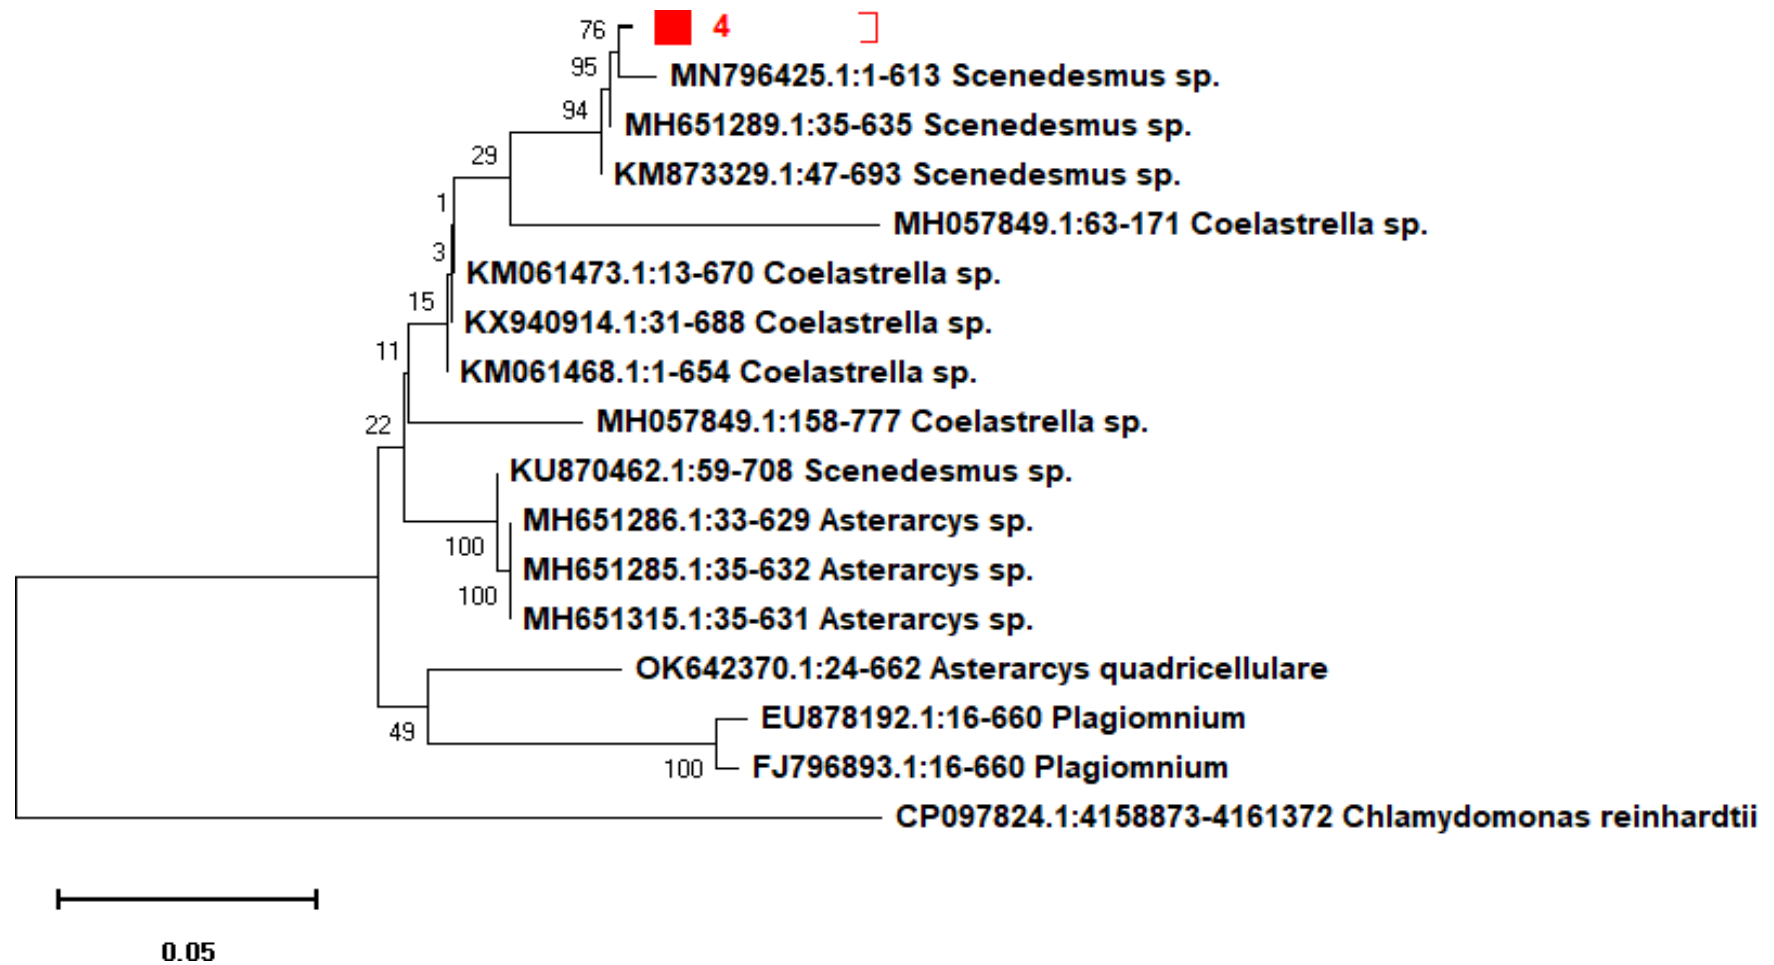 76
4
95
MN796425.1:1-613 Scenedesmus sp.
94
MH651289.1:35-635 Scenedesmus sp.
29
KM873329.1:47-693 Scenedesmus sp.
1
MH057849.1:63-171 Coelastrella sp.
3
KM061473.1:13-670 Coelastrella sp.
15
KX940914.1:31-688 Coelastrella sp.
11
KM061468.1:1-654 Coelastrella sp.
22
MH057849.1:158-777 Coelastrella sp.
KU870462.1:59-708 Scenedesmus sp.
MH651286.1:33-629 Asterarcys sp.
100
MH651285.1:35-632 Asterarcys sp.
100
MH651315.1:35-631 Asterarcys sp.
OK642370.1:24-662 Asterarcys quadricellulare
49
EU878192.1:16-660 Plagiomnium
100
FJ796893.1:16-660 Plagiomnium
CP097824.1:4158873-4161372 Chlamydomonas reinhardtii
0.05